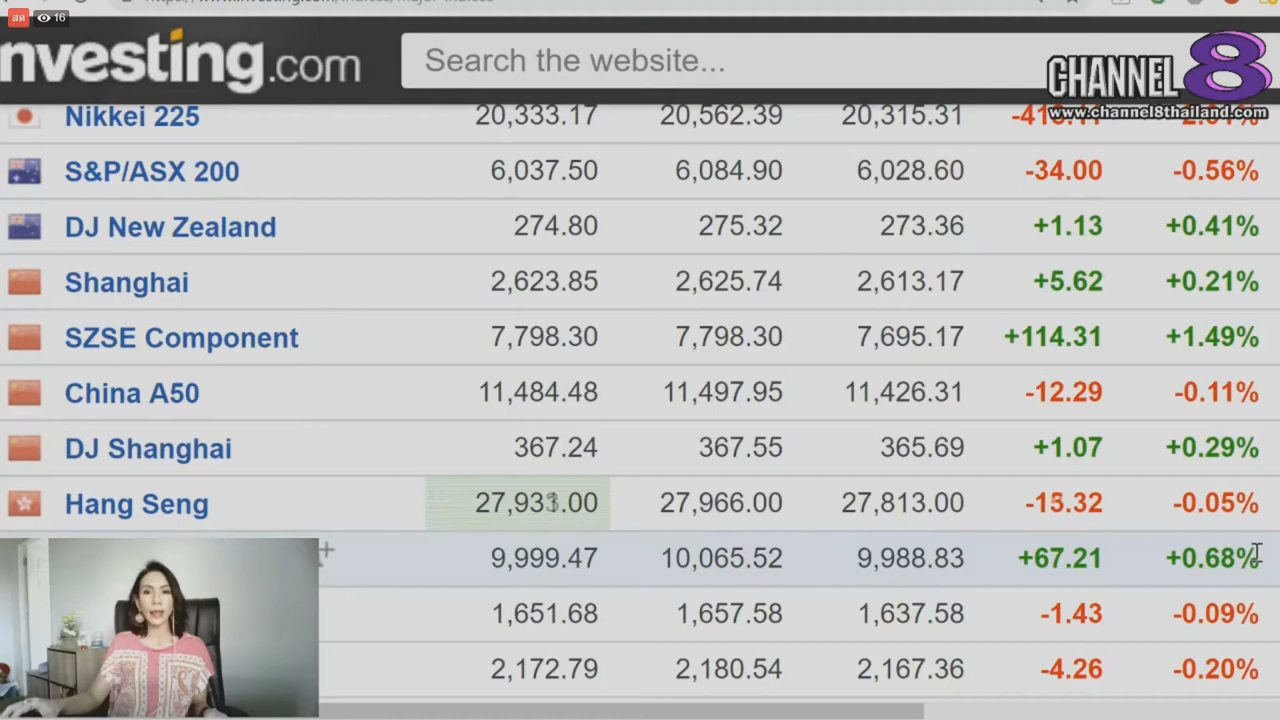 สด 16
nvesting.com
Search the website...
CHANNEL 8
www.channel8thailand.com
Nikkei 225 20,333.17 20,562.39 20,315.31
S&P/ASX 200 6,037.50 6,084.90 6,028.60 -34.00 -0.56%
DJ New Zealand 274.80 275.32 273.36 +1.13 +0.41%
Shanghai 2,623.85 2,625.74 2,613.17 +5.62 +0.21%
SZSE Component 7,798.30 7,798.30 7,695.17 +114.31 +1.49%
China A50 11,484.48 11,497.95 11,426.31 -12.29 -0.11%
DJ Shanghai 367.24 367.55 365.69 +1.07 +0.29%
Hang Seng 27,933.00 27,966.00 27,813.00 -15.32 -0.05%
9,999.47 10,065.52 9,988.83 +67.21 +0.68%
1,651.68 1,657.58 1,637.58 -1.43 -0.09%
2,172.79 2,180.54 2,167.36 -4.26 -0.20%